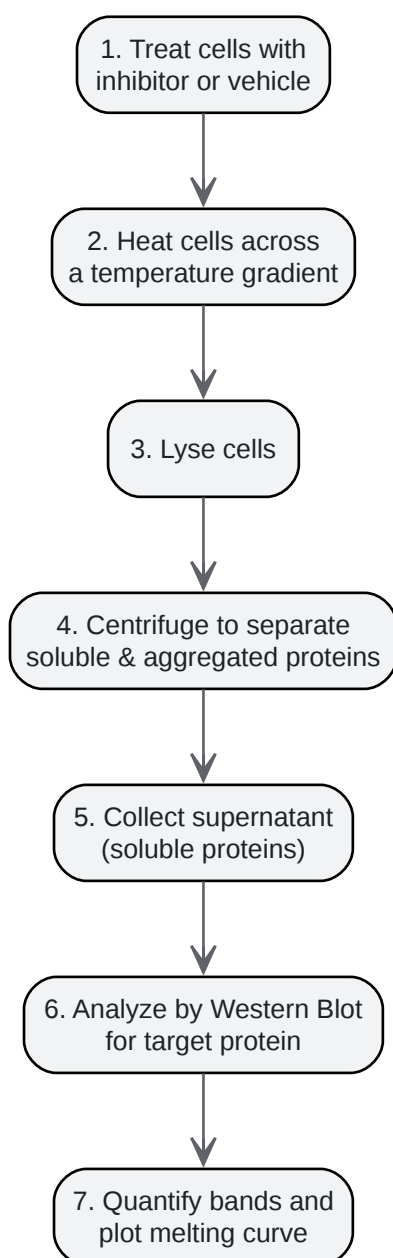 1. Treat cells with
inhibitor or vehicle
2. Heat cells across
a temperature gradient
3. Lyse cells
4. Centrifuge to separate
soluble & aggregated proteins
5. Collect supernatant
(soluble proteins)
6. Analyze by Western Blot
for target protein
7. Quantify bands and
plot melting curve